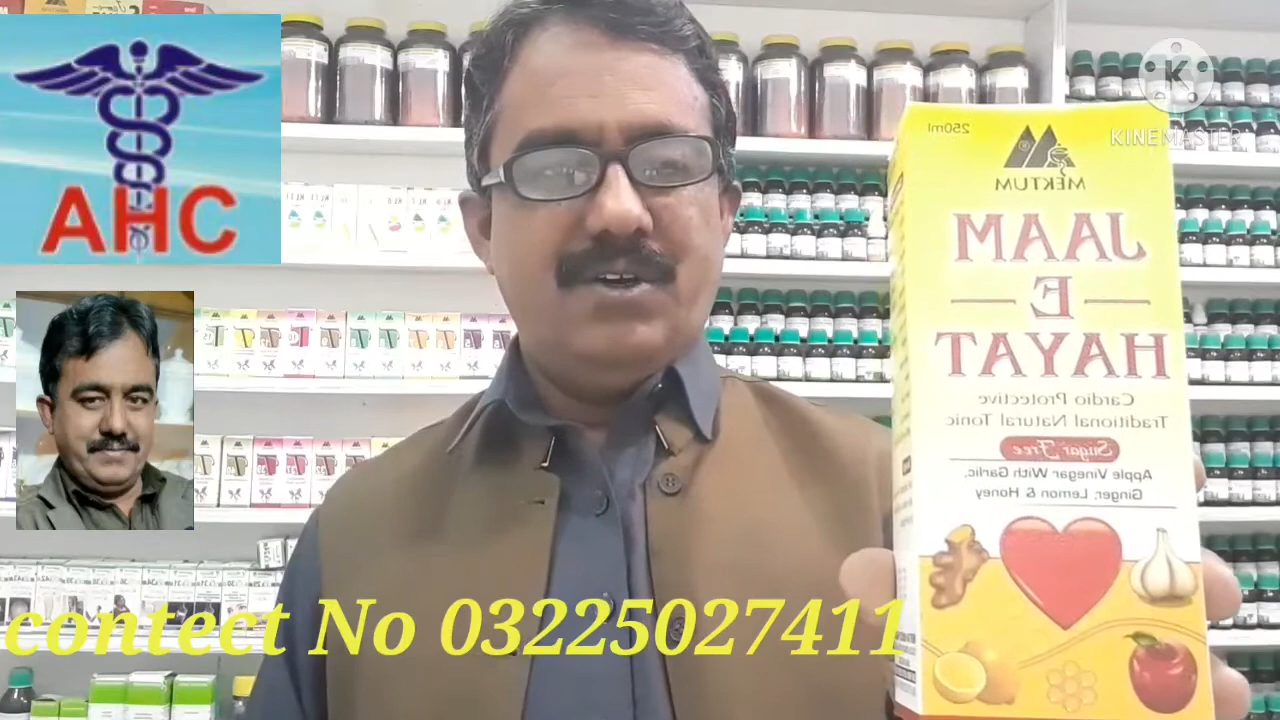 AHC
KINEMASTER
250ml
MEKTUM
JAAM
E
HAYAT
Cardio Protective
Traditional Natural Tonic
Sugar Free
Apple Vinegar With Garlic,
Ginger, Lemon & Honey
contect No 03225027411